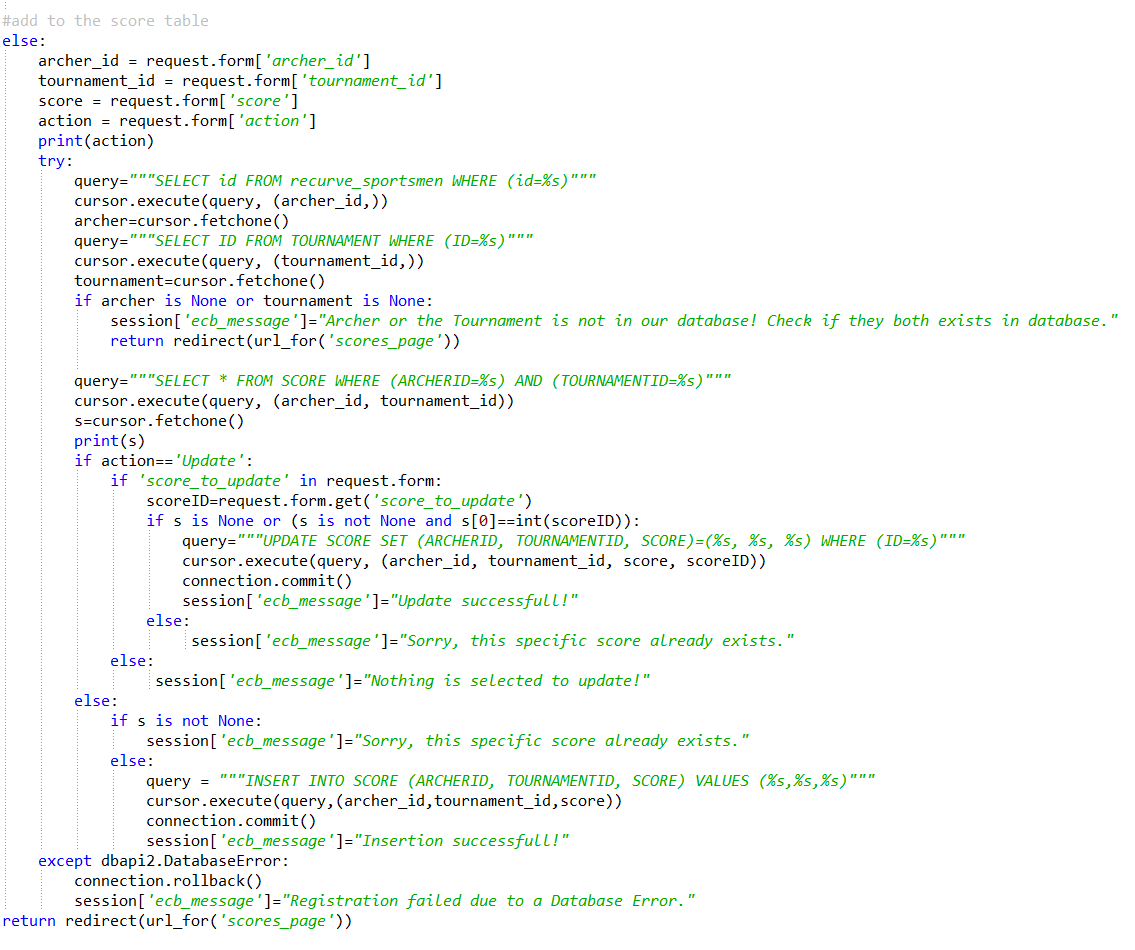 #add to the score table
else:
    archer_id = request.form['archer_id']
    tournament_id = request.form['tournament_id']
    score = request.form['score']
    action = request.form['action']
    print(action)
    try:
        query="""SELECT id FROM recurve_sportsmen WHERE (id=%s)"""
        cursor.execute(query, (archer_id,))
        archer=cursor.fetchone()
        query="""SELECT ID FROM TOURNAMENT WHERE (ID=%s)"""
        cursor.execute(query, (tournament_id,))
        tournament=cursor.fetchone()
        if archer is None or tournament is None:
            session['ecb_message']="Archer or the Tournament is not in our database! Check if they both exists in database."
            return redirect(url_for('scores_page'))

        query="""SELECT * FROM SCORE WHERE (ARCHERID=%s) AND (TOURNAMENTID=%s)"""
        cursor.execute(query, (archer_id, tournament_id))
        s=cursor.fetchone()
        print(s)
        if action=='Update':
            if 'score_to_update' in request.form:
                scoreID=request.form.get('score_to_update')
                if s is None or (s is not None and s[0]==int(scoreID)):
                    query="""UPDATE SCORE SET (ARCHERID, TOURNAMENTID, SCORE)=(%s, %s, %s) WHERE (ID=%s)"""
                    cursor.execute(query, (archer_id, tournament_id, score, scoreID))
                    connection.commit()
                    session['ecb_message']="Update successfull!"
                else:
                     session['ecb_message']="Sorry, this specific score already exists."
            else:
                 session['ecb_message']="Nothing is selected to update!"
        else:
            if s is not None:
                session['ecb_message']="Sorry, this specific score already exists."
            else:
                query = """INSERT INTO SCORE (ARCHERID, TOURNAMENTID, SCORE) VALUES (%s,%s,%s)"""
                cursor.execute(query,(archer_id,tournament_id,score))
                connection.commit()
                session['ecb_message']="Insertion successfull!"
    except dbapi2.DatabaseError:
        connection.rollback()
        session['ecb_message']="Registration failed due to a Database Error."
return redirect(url_for('scores_page'))